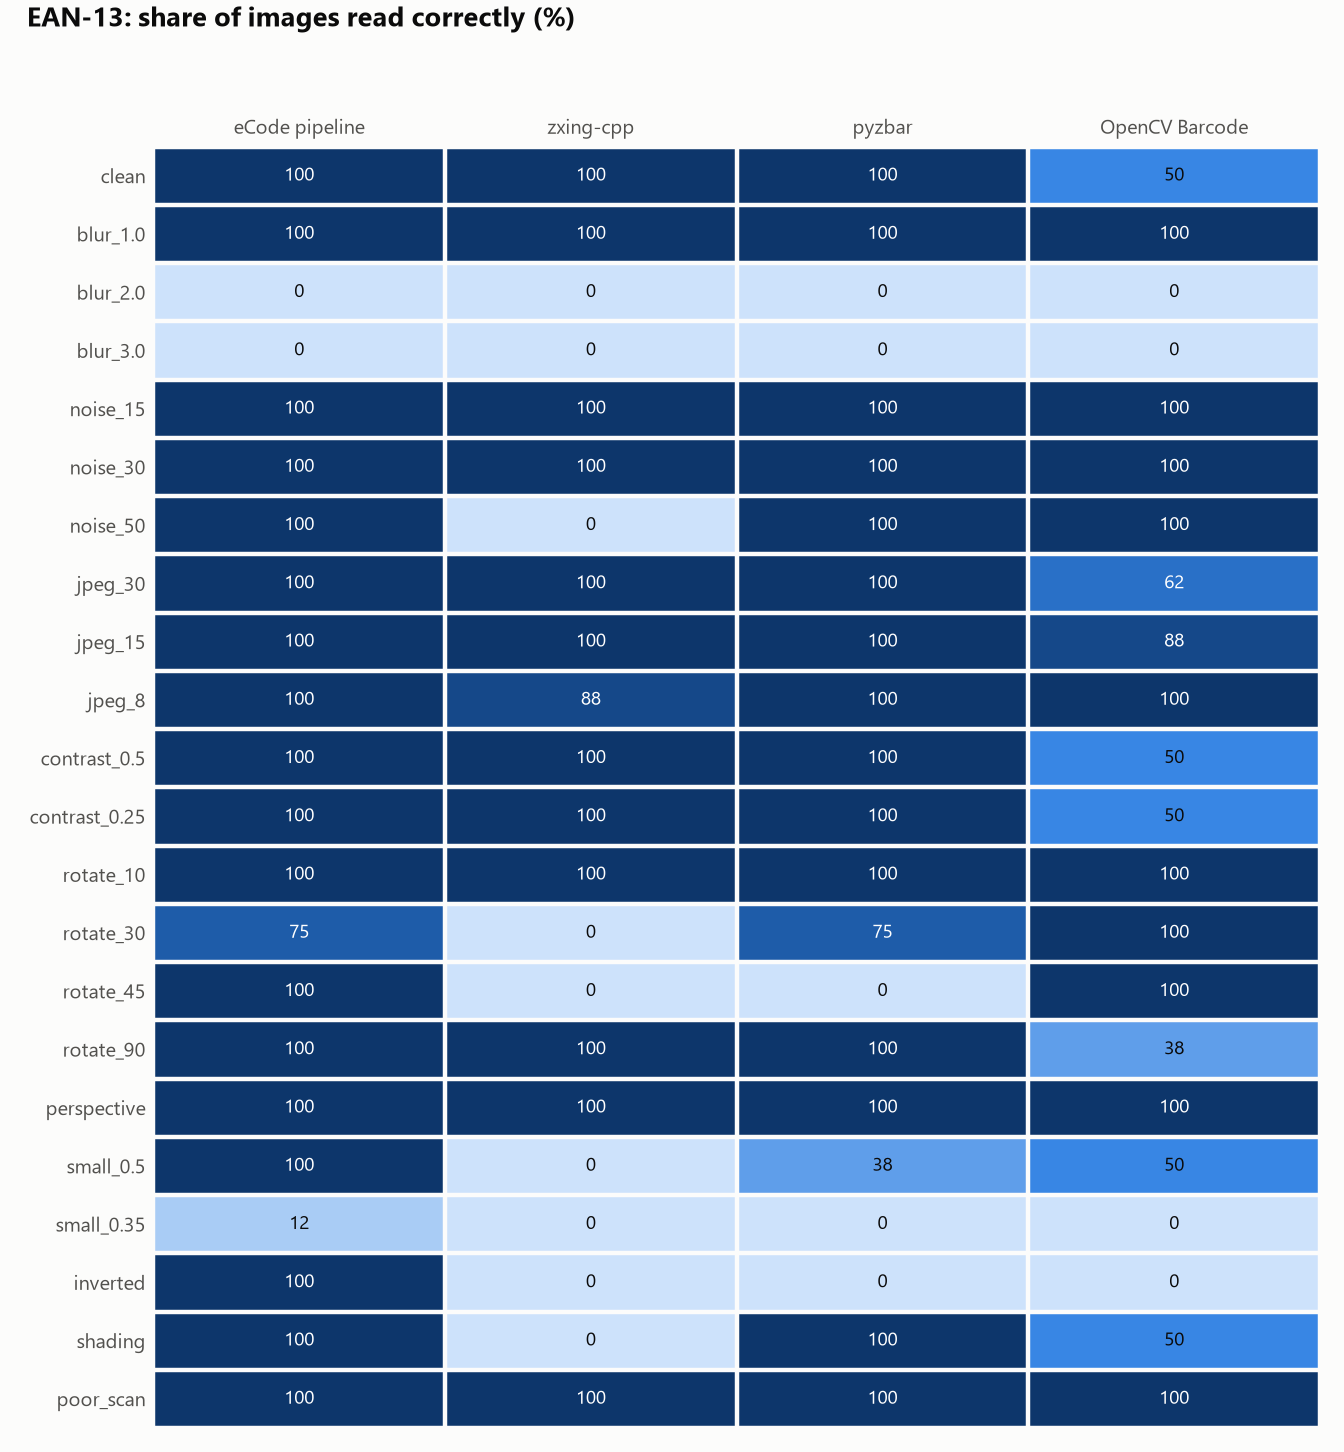 EAN-13: share of images read correctly (%)
eCode pipeline zxing-cpp pyzbar OpenCV Barcode
clean 100 100 100 50
blur_1.0 100 100 100 100
blur_2.0 0 0 0 0
blur_3.0 0 0 0 0
noise_15 100 100 100 100
noise_30 100 100 100 100
noise_50 100 0 100 100
jpeg_30 100 100 100 62
jpeg_15 100 100 100 88
jpeg_8 100 88 100 100
contrast_0.5 100 100 100 50
contrast_0.25 100 100 100 50
rotate_10 100 100 100 100
rotate_30 75 0 75 100
rotate_45 100 0 0 100
rotate_90 100 100 100 38
perspective 100 100 100 100
small_0.5 100 0 38 50
small_0.35 12 0 0 0
inverted 100 0 0 0
shading 100 0 100 50
poor_scan 100 100 100 100